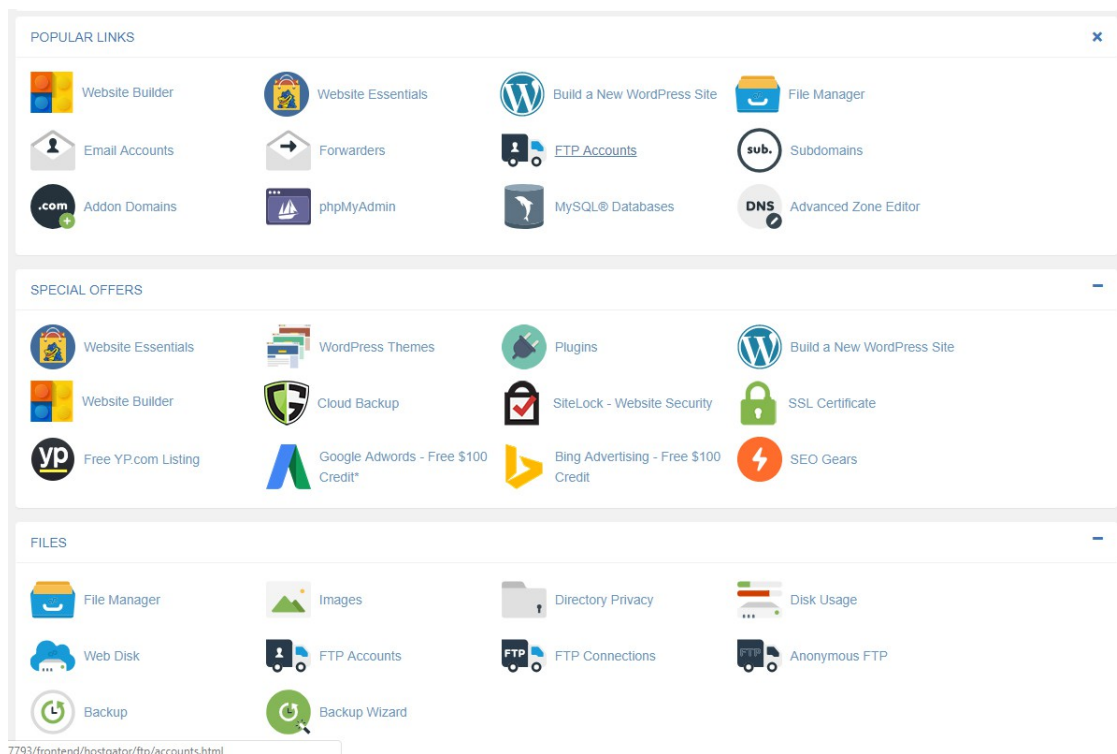 POPULAR LINKS
Website Builder
Website Essentials
Build a New WordPress Site
File Manager
Email Accounts
Forwarders
FTP Accounts
sub.
Subdomains
.com
Addon Domains
phpMyAdmin
MySQL® Databases
DNS
Advanced Zone Editor
SPECIAL OFFERS
Website Essentials
WordPress Themes
Plugins
Build a New WordPress Site
Website Builder
Cloud Backup
SiteLock - Website Security
SSL Certificate
yp
Free YP.com Listing
Google Adwords - Free $100
Credit*
Bing Advertising - Free $100
Credit
SEO Gears
FILES
File Manager
Images
Directory Privacy
Disk Usage
Web Disk
FTP Accounts
FTP
FTP Connections
FTP
Anonymous FTP
Backup
Backup Wizard
7793/frontend/hostgator/ftp/accounts.html